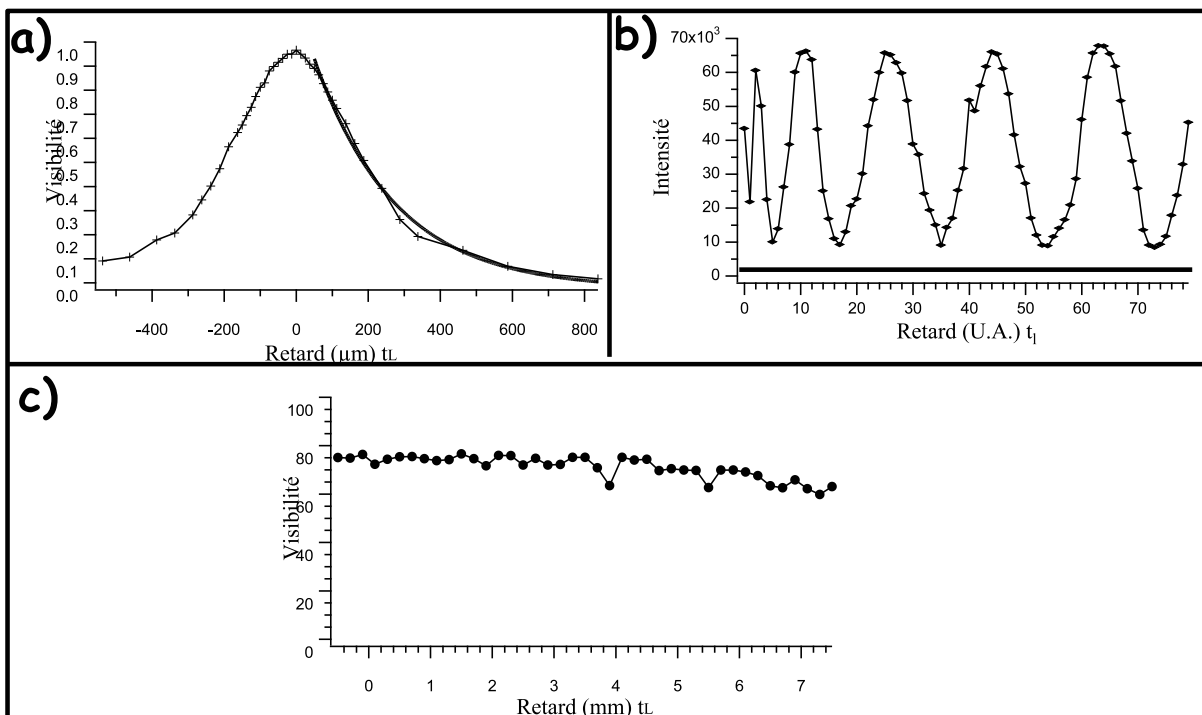 a)
1.0
0.9
0.8
0.7
0.6
0.5
0.4
0.3
0.2
0.1
0.0
Visibilité
-400 -200 0 200 400 600 800
Retard (µm) tL
b)
70x10³
60
50
40
30
20
10
0
Intensité
0 10 20 30 40 50 60 70
Retard (U.A.) tl
c)
100
80
60
40
20
0
Visibilité
0 1 2 3 4 5 6 7
Retard (mm) tL